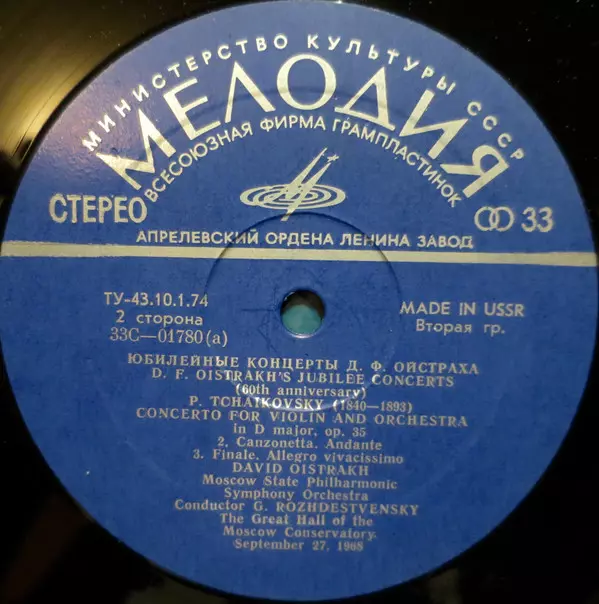 МИНИСТЕРСТВО КУЛЬТУРЫ СССР
МЕЛОДИЯ
ВСЕСОЮЗНАЯ ФИРМА ГРАМПЛАСТИНОК
СТЕРЕО
33
АПРЕЛЕВСКИЙ ОРДЕНА ЛЕНИНА ЗАВОД
ТУ-43.10.1.74
2 сторона
33С—01780(а)
MADE IN USSR
Вторая гр.
ЮБИЛЕЙНЫЕ КОНЦЕРТЫ Д. Ф. ОЙСТРАХА
D. F. OISTRAKH'S JUBILEE CONCERTS
(60th anniversary)
P. TCHAIKOVSKY (1840—1893)
CONCERTO FOR VIOLIN AND ORCHESTRA
in D major, op. 35
2. Canzonetta. Andante
3. Finale. Allegro vivacissimo
DAVID OISTRAKH
Moscow State Philharmonic
Symphony Orchestra
Conductor G. ROZHDESTVENSKY
The Great Hall of the
Moscow Conservatory.
September 27, 1968